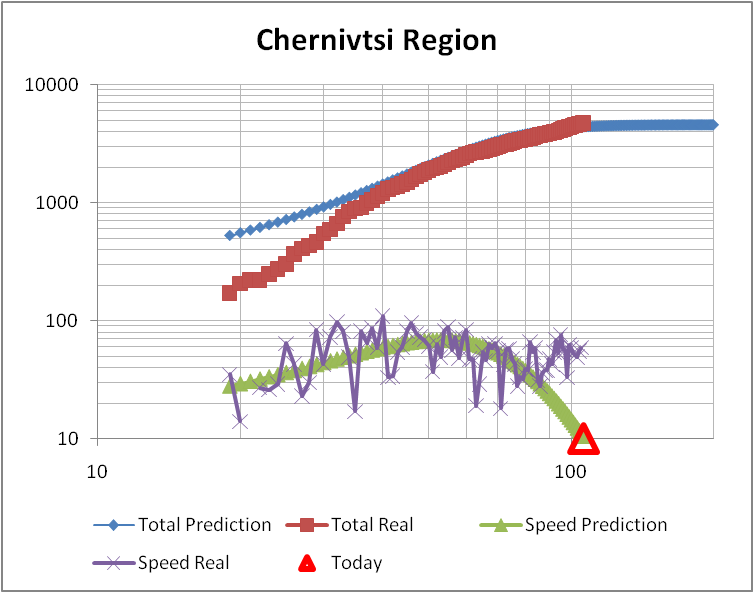 Chernivtsi Region
10000
1000
100
10
10 100
Total Prediction Total Real Speed Prediction
Speed Real Today